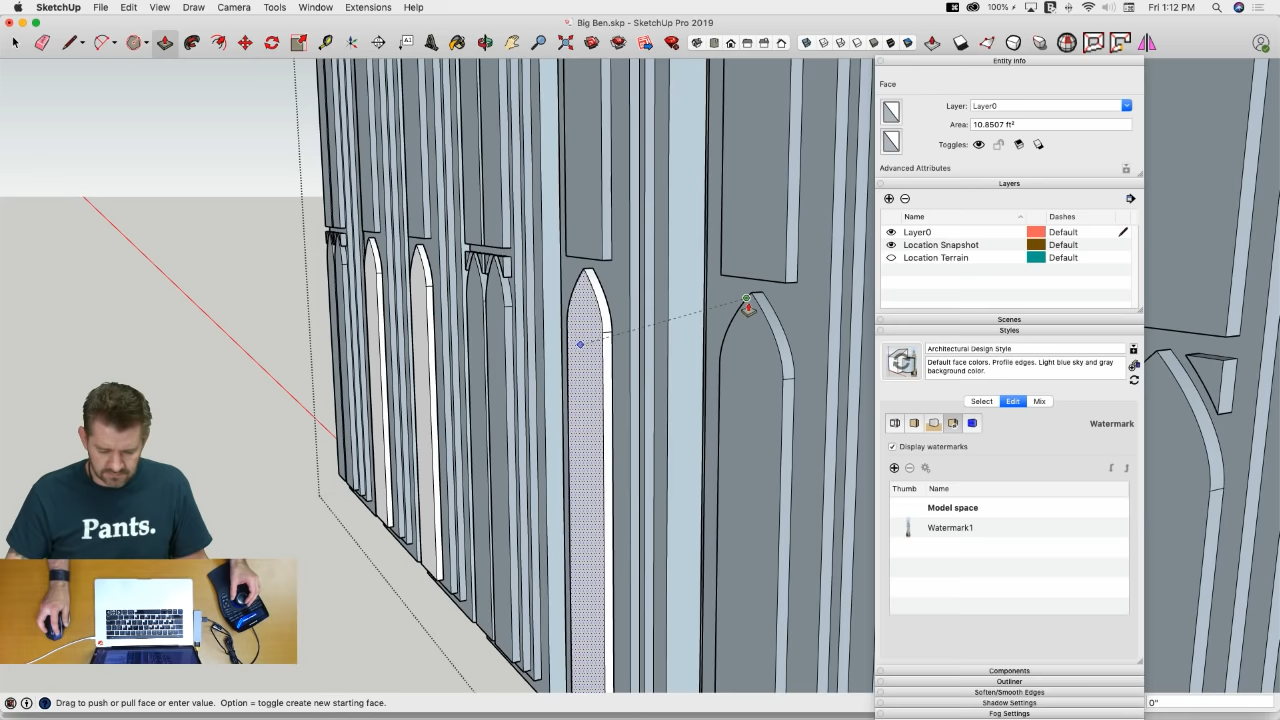 SketchUp File Edit View Draw Camera Tools Window Extensions Help
100% Fri 1:12 PM
Big Ben.skp - SketchUp Pro 2019
Entity Info
Face
Layer: Layer0
Area: 10.8507 ft²
Toggles:
Advanced Attributes
Layers
Name Dashes
Layer0 Default
Location Snapshot Default
Location Terrain Default
Scenes
Styles
Architectural Design Style
Default face colors. Profile edges. Light blue sky and gray
background color.
Select Edit Mix
Watermark
Display watermarks
Thumb Name
Model space
Watermark1
Components
Outliner
Soften/Smooth Edges
Shadow Settings
Fog Settings
Pants.
Drag to push or pull face or enter value. Option = toggle create new starting face.
0"